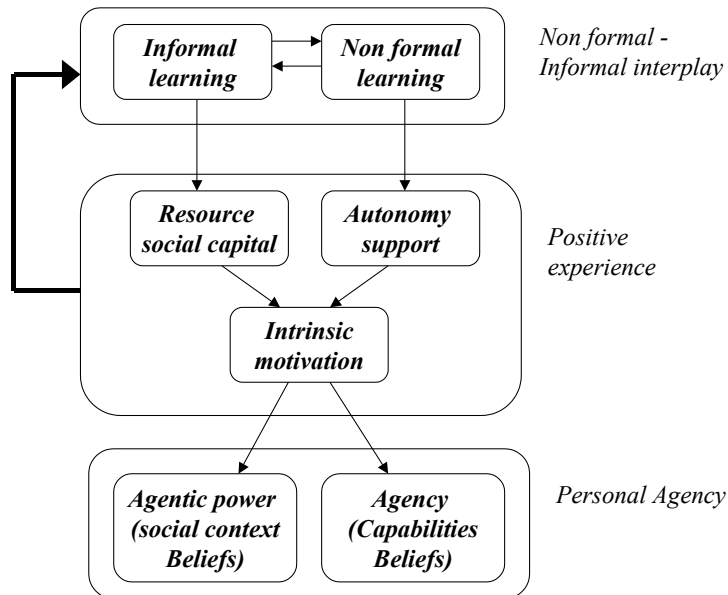 Informal
learning
Non formal
learning
Non formal -
Informal interplay
Resource
social capital
Autonomy
support
Positive
experience
Intrinsic
motivation
Agentic power
(social context
Beliefs)
Agency
(Capabilities
Beliefs)
Personal Agency